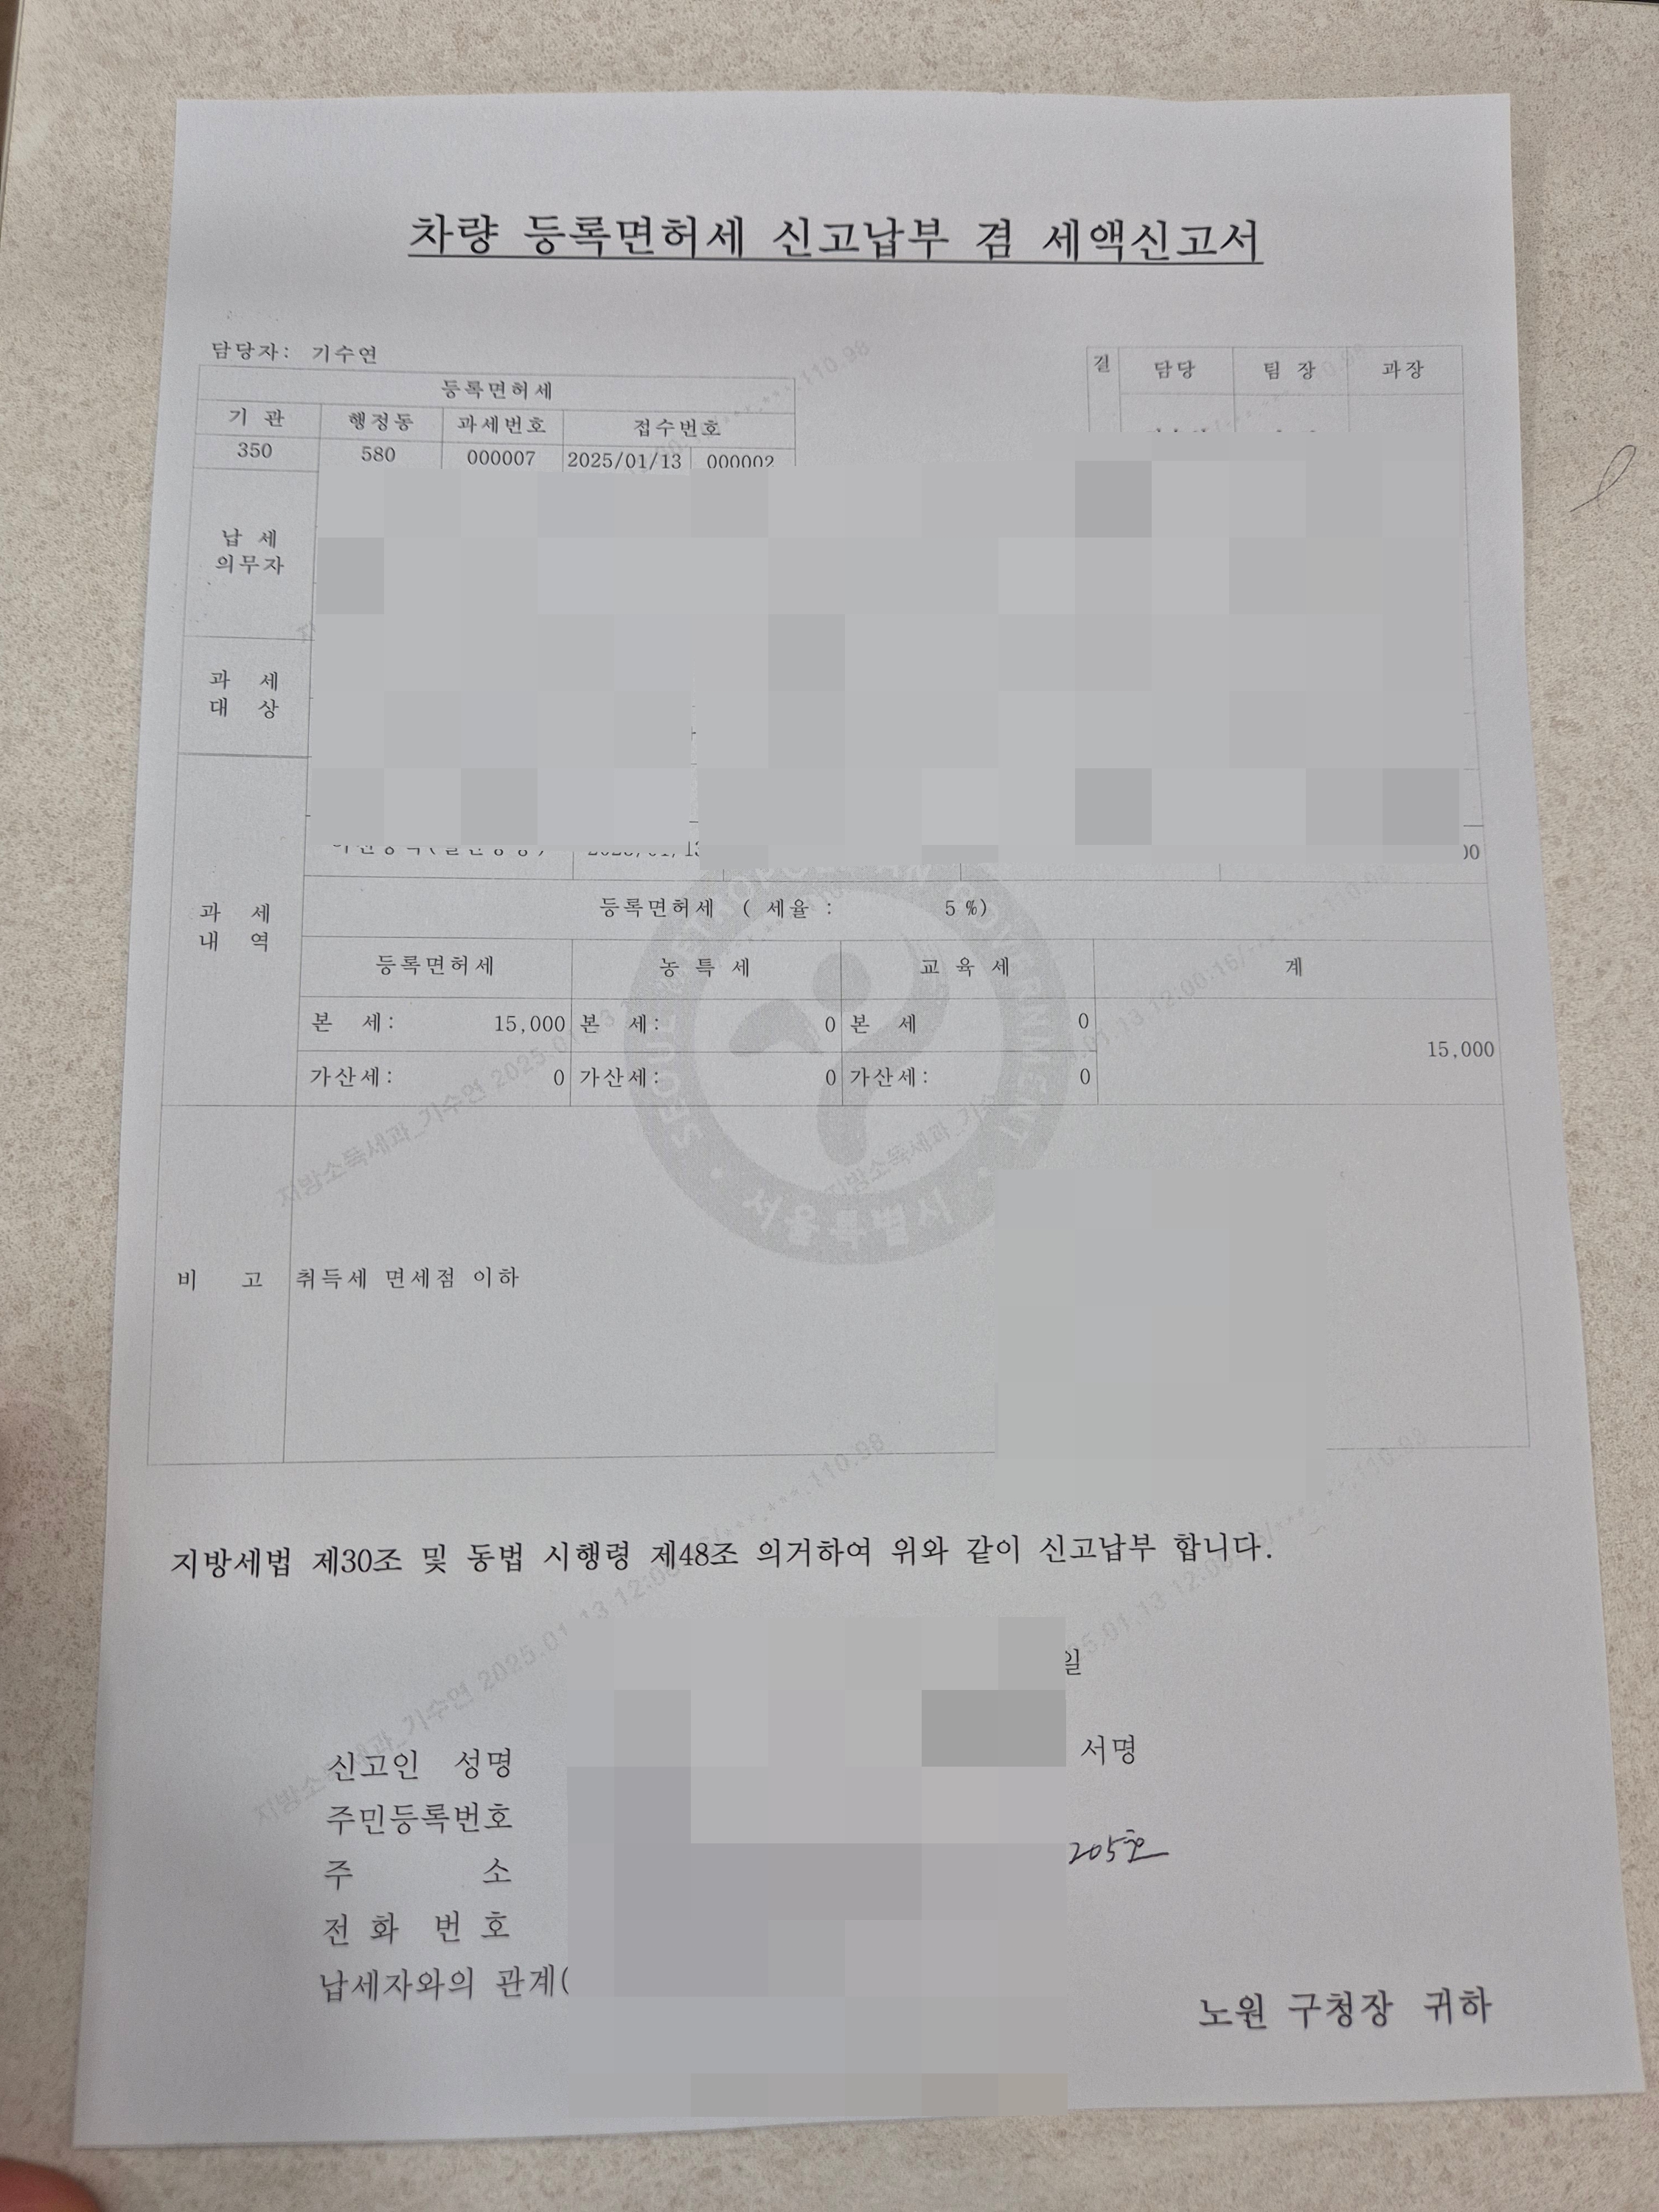 차량 등록면허세 신고납부 겸 세액신고서
담당자: 기수연
등록면허세
기 관 행정동 과세번호 접수번호
350 580 000007 2025/01/13 000002
담당 팀 장 과장
납 세
의무자
과 세
대 상
과 세
내 역
등록면허세 ( 세율 : 5 %)
등록면허세 농 특 세 교 육 세 계
본 세: 15,000 본 세: 0 본 세 0
15,000
가산세: 0 가산세: 0 가산세: 0
비 고 취득세 면세점 이하
서울특별시
지방세법 제30조 및 동법 시행령 제48조 의거하여 위와 같이 신고납부 합니다.
일
신고인 성명 서명
주민등록번호
주 소 205호
전 화 번 호
납세자와의 관계(
노원 구청장 귀하